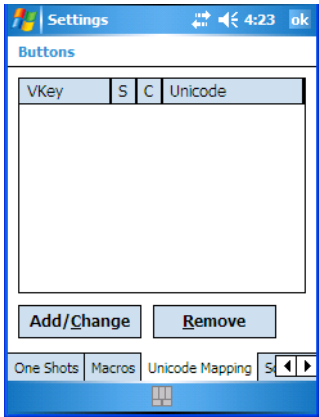 Settings 4:23 ok
Buttons
VKey S C Unicode
Add/Change Remove
One Shots Macros Unicode Mapping